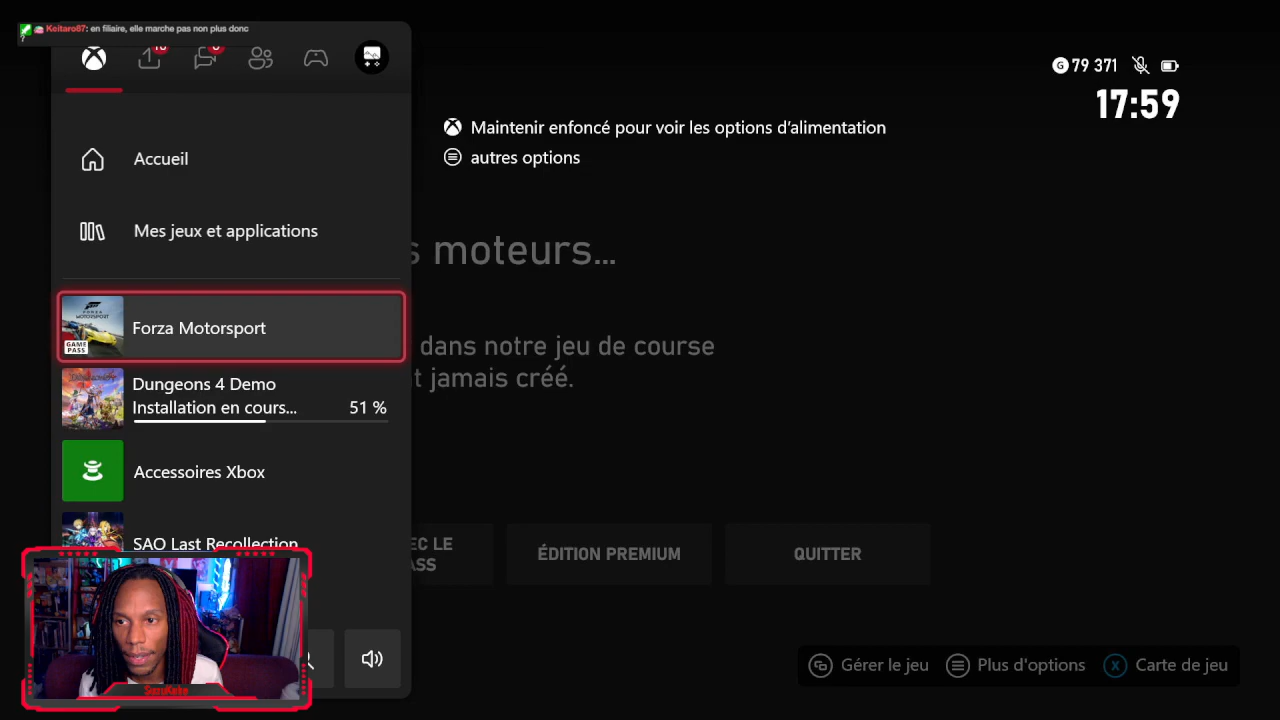 Keitaro87: en filiaire, elle marche pas non plus donc
?
79 371
17:59
Maintenir enfoncé pour voir les options d'alimentation
autres options
Accueil
Mes jeux et applications
s moteurs...
Forza Motorsport
GAME
PASS
dans notre jeu de course
t jamais créé.
Dungeons 4 Demo
Installation en cours... 51 %
Accessoires Xbox
SAO Last Recollection
EC LE
ASS
ÉDITION PREMIUM
QUITTER
Gérer le jeu
Plus d'options
X Carte de jeu